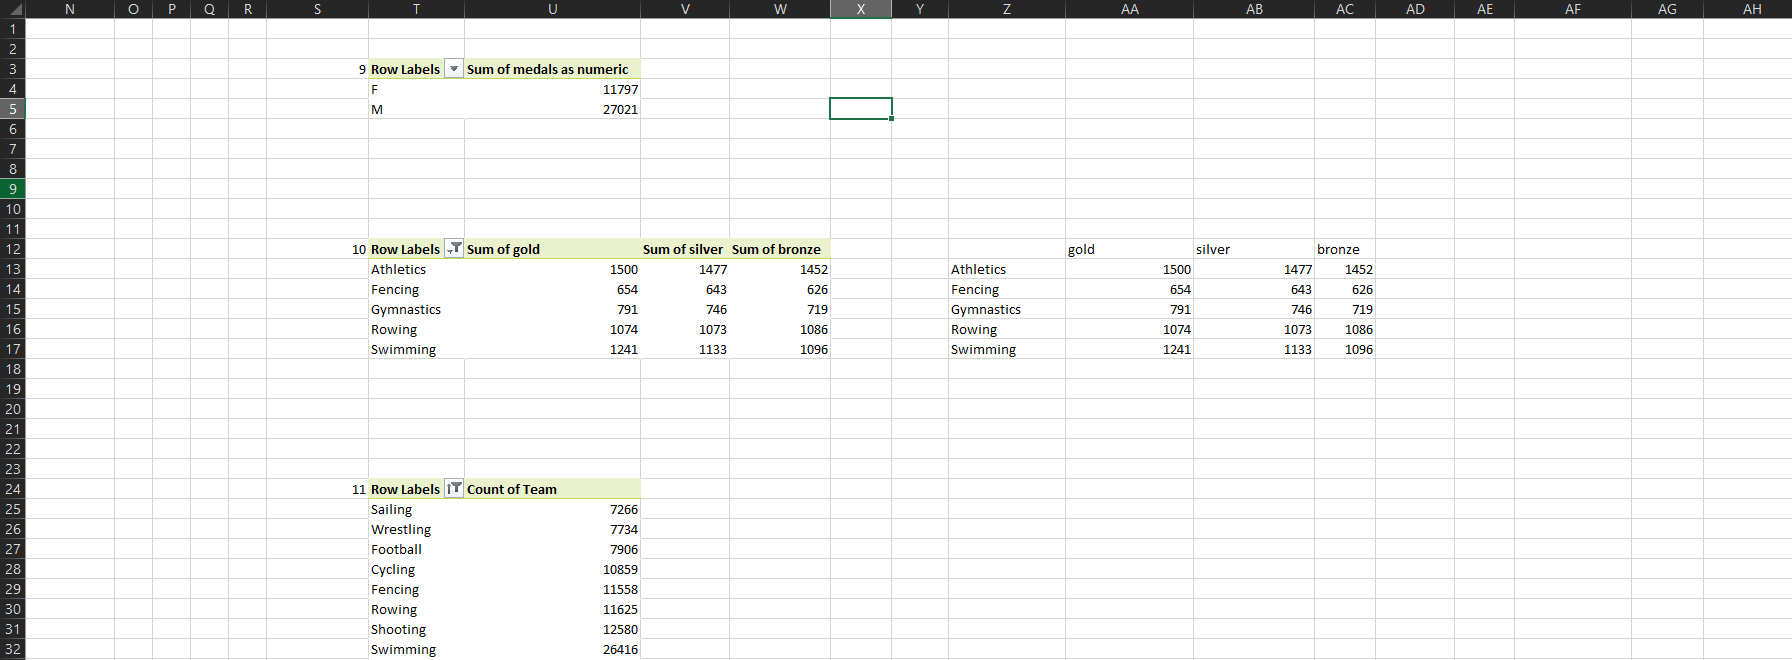 N O P Q R S T U V W X Y Z AA AB AC AD AE AF AG AH
1
2
3 9 Row Labels Sum of medals as numeric
4 F 11797
5 M 27021
6
7
8
9
10
11
12 10 Row Labels Sum of gold Sum of silver Sum of bronze gold silver bronze
13 Athletics 1500 1477 1452 Athletics 1500 1477 1452
14 Fencing 654 643 626 Fencing 654 643 626
15 Gymnastics 791 746 719 Gymnastics 791 746 719
16 Rowing 1074 1073 1086 Rowing 1074 1073 1086
17 Swimming 1241 1133 1096 Swimming 1241 1133 1096
18
19
20
21
22
23
24 11 Row Labels Count of Team
25 Sailing 7266
26 Wrestling 7734
27 Football 7906
28 Cycling 10859
29 Fencing 11558
30 Rowing 11625
31 Shooting 12580
32 Swimming 26416